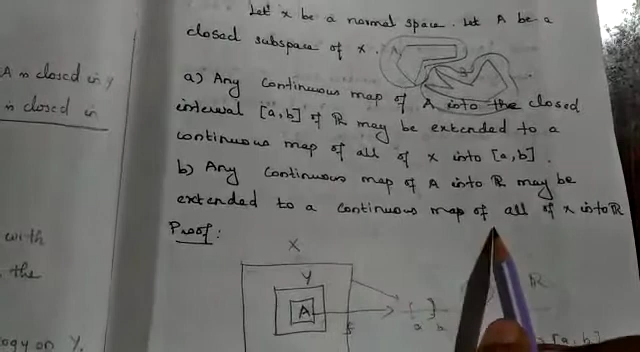 Let x be a normal space. Let A be a
closed subspace of x.
a) Any continuous map of A into the closed
interval [a,b] of ℝ may be extended to a
continuous map of all of x into [a,b].
b) Any continuous map of A into ℝ may be
extended to a continuous map of all of x into ℝ
Proof:
X
Y
A
a b
ℝ
[a,b]
A is closed in y
is closed in
with
the
ogy on Y.